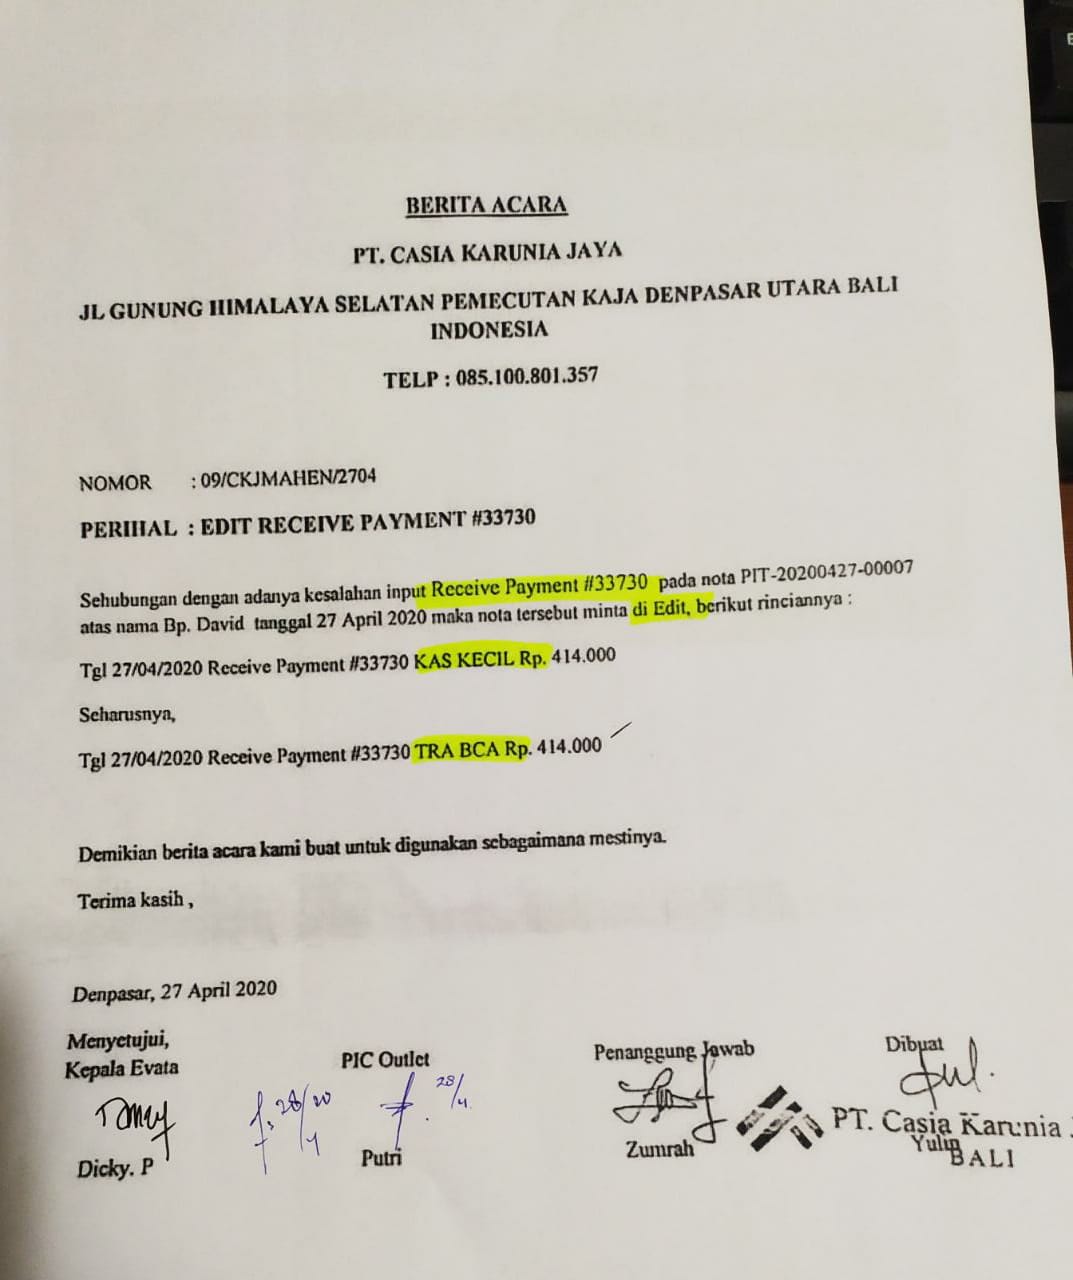 BERITA ACARA
PT. CASIA KARUNIA JAYA
JL GUNUNG HIMALAYA SELATAN PEMECUTAN KAJA DENPASAR UTARA BALI
INDONESIA
TELP : 085.100.801.357
NOMOR : 09/CKJMAHEN/2704
PERIHAL : EDIT RECEIVE PAYMENT #33730
Sehubungan dengan adanya kesalahan input Receive Payment #33730 pada nota PIT-20200427-00007
atas nama Bp. David tanggal 27 April 2020 maka nota tersebut minta di Edit, berikut rinciannya :
Tgl 27/04/2020 Receive Payment #33730 KAS KECIL Rp. 414.000
Seharusnya,
Tgl 27/04/2020 Receive Payment #33730 TRA BCA Rp. 414.000
Demikian berita acara kami buat untuk digunakan sebagaimana mestinya.
Terima kasih ,
Denpasar, 27 April 2020
Menyetujui,
Kepala Evata PIC Outlet Penanggung Jawab Dibuat
28/20 4 28/4
PT. Casia Karunia
Dicky. P Putri Zumrah Yulin
BALI